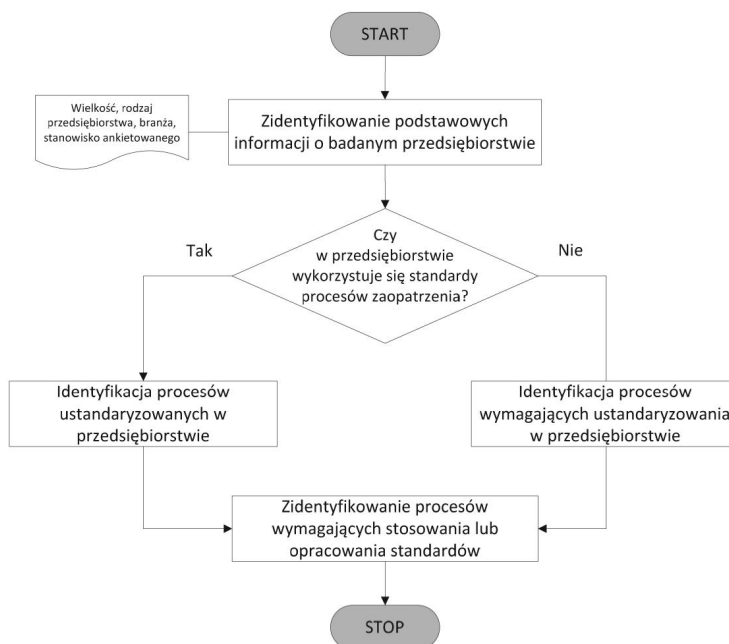 START
Wielkość, rodzaj
przedsiębiorstwa, branża,
stanowisko ankietowanego
Zidentyfikowanie podstawowych
informacji o badanym przedsiębiorstwie
Czy
w przedsiębiorstwie
wykorzystuje się standardy
procesów zaopatrzenia?
Tak
Nie
Identyfikacja procesów
ustandaryzowanych w
przedsiębiorstwie
Identyfikacja procesów
wymagających ustandaryzowania
w przedsiębiorstwie
Zidentyfikowanie procesów
wymagających stosowania lub
opracowania standardów
STOP